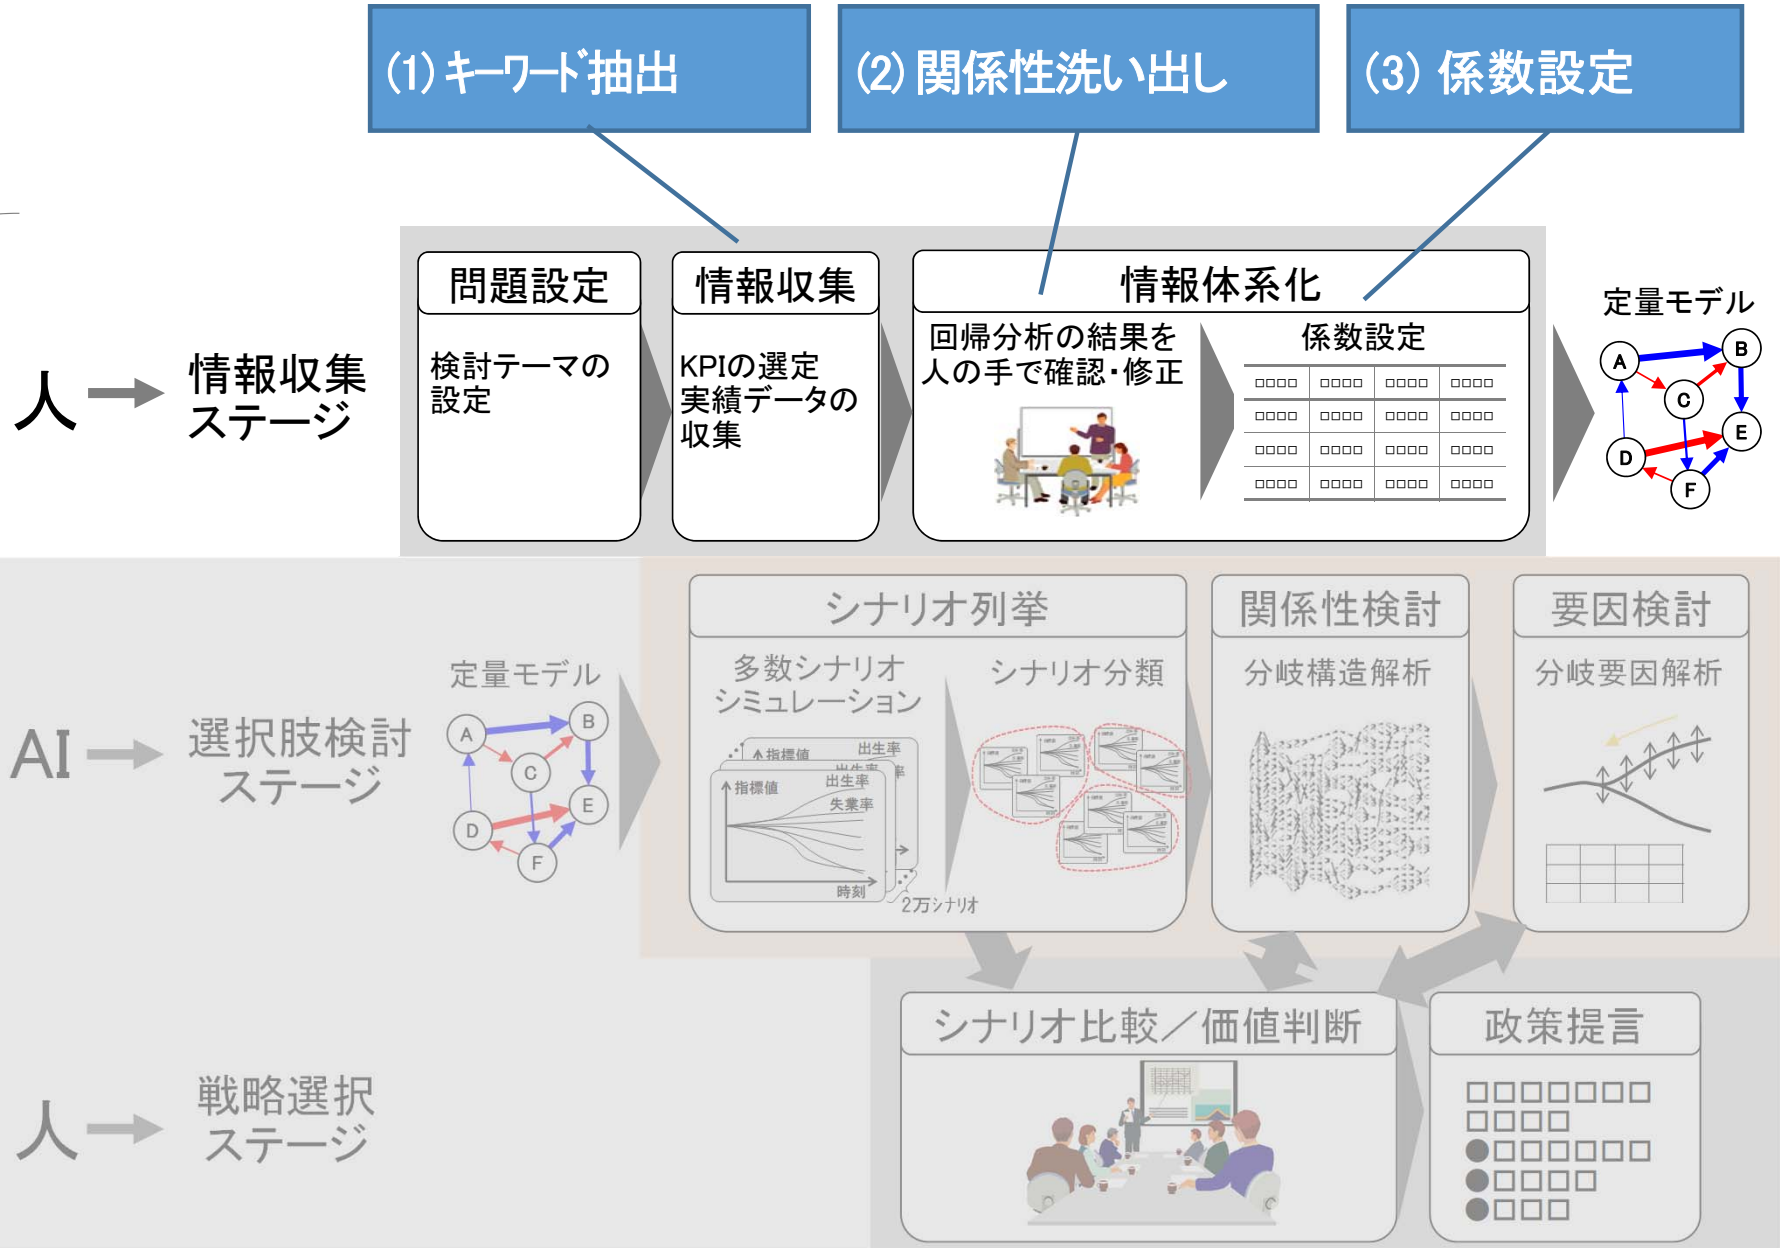 (1) キーワード抽出
(2) 関係性洗い出し
(3) 係数設定
人
情報収集
ステージ
問題設定
検討テーマの
設定
情報収集
KPIの選定
実績データの
収集
情報体系化
回帰分析の結果を
人の手で確認・修正
係数設定
□□□□ □□□□ □□□□ □□□□
□□□□ □□□□ □□□□ □□□□
□□□□ □□□□ □□□□ □□□□
□□□□ □□□□ □□□□ □□□□
定量モデル
A
B
C
D
E
F
AI
選択肢検討
ステージ
定量モデル
A
B
C
D
E
F
シナリオ列挙
多数シナリオ
シミュレーション
指標値
出生率
出生率
率
指標値
出生率
失業率
時刻
2万シナリオ
シナリオ分類
関係性検討
分岐構造解析
要因検討
分岐要因解析
人
戦略選択
ステージ
シナリオ比較／価値判断
政策提言
□□□□□□□
□□□□
●□□□□□□
●□□□□
●□□□